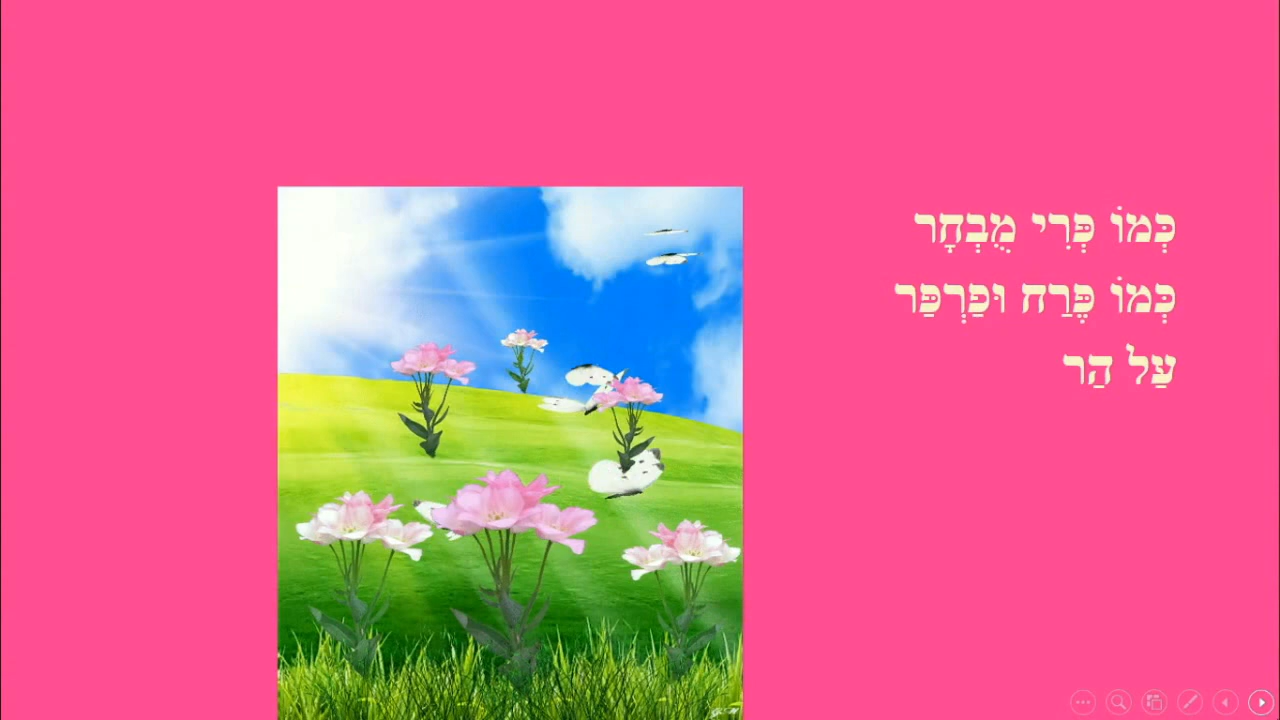 כְּמוֹ פְּרִי מֻבְחָר
כְּמוֹ פֶּרַח וּפַרְפַּר
עַל הַר